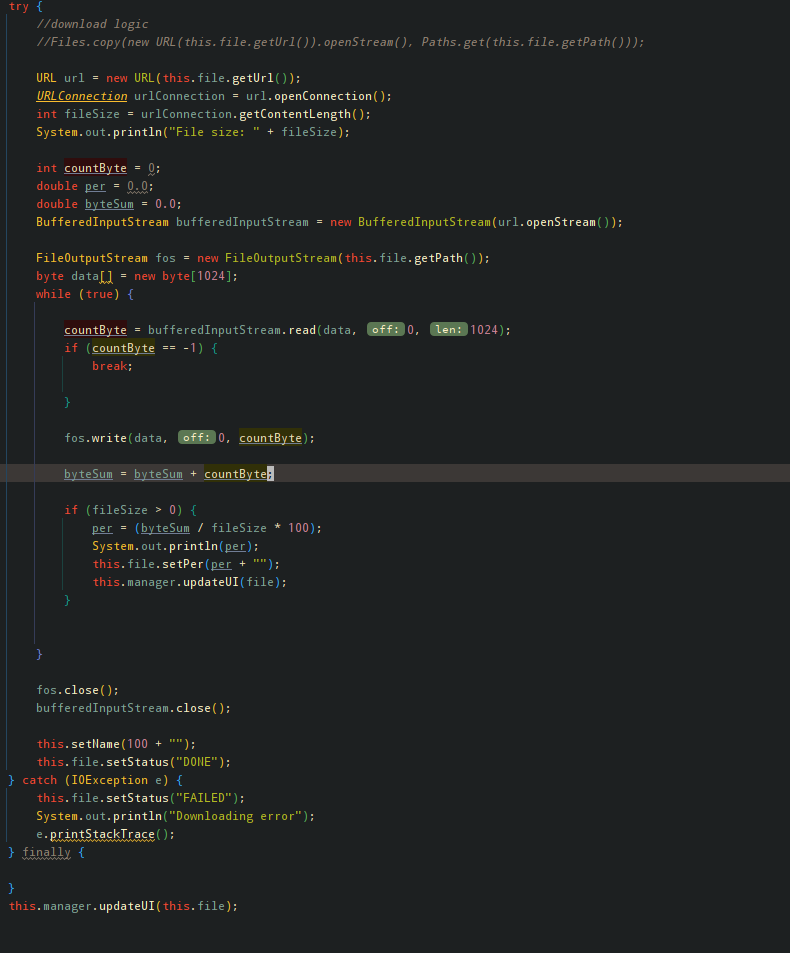 try {
//download logic
//Files.copy(new URL(this.file.getUrl()).openStream(), Paths.get(this.file.getPath()));
URL url = new URL(this.file.getUrl());
URLConnection urlConnection = url.openConnection();
int fileSize = urlConnection.getContentLength();
System.out.println("File size: " + fileSize);
int countByte = 0;
double per = 0.0;
double byteSum = 0.0;
BufferedInputStream bufferedInputStream = new BufferedInputStream(url.openStream());
FileOutputStream fos = new FileOutputStream(this.file.getPath());
byte data[] = new byte[1024];
while (true) {
countByte = bufferedInputStream.read(data, off: 0, len: 1024);
if (countByte == -1) {
break;
}
fos.write(data, off: 0, countByte);
byteSum = byteSum + countByte;
if (fileSize > 0) {
per = (byteSum / fileSize * 100);
System.out.println(per);
this.file.setPer(per + "");
this.manager.updateUI(file);
}
}
fos.close();
bufferedInputStream.close();
this.setName(100 + "");
this.file.setStatus("DONE");
} catch (IOException e) {
this.file.setStatus("FAILED");
System.out.println("Downloading error");
e.printStackTrace();
} finally {
}
this.manager.updateUI(this.file);